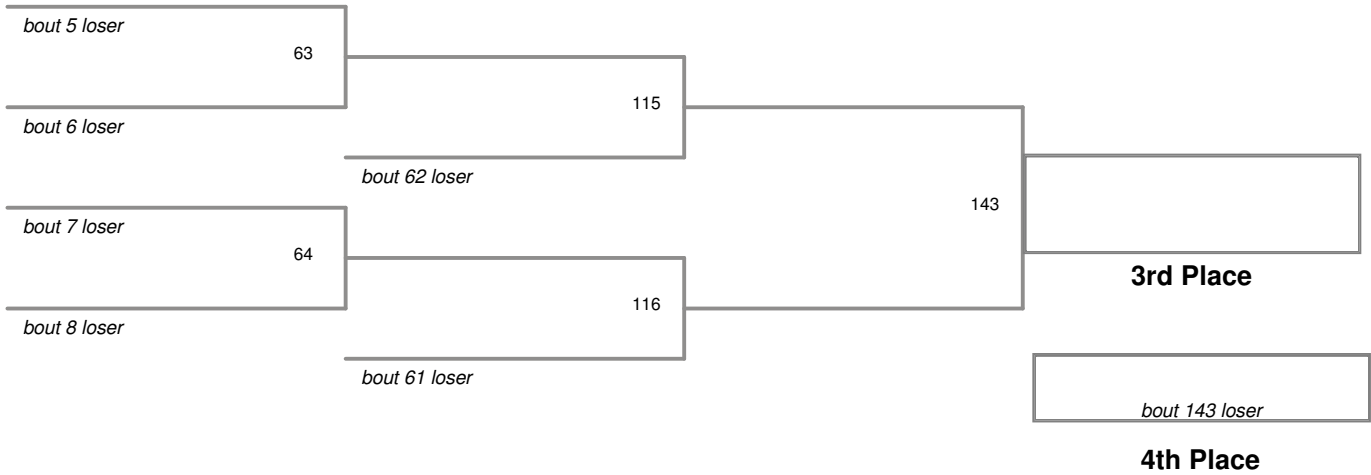 bout 5 loser
63
bout 6 loser
115
bout 62 loser
bout 7 loser
143
64
3rd Place
116
bout 8 loser
bout 61 loser
bout 143 loser
4th Place